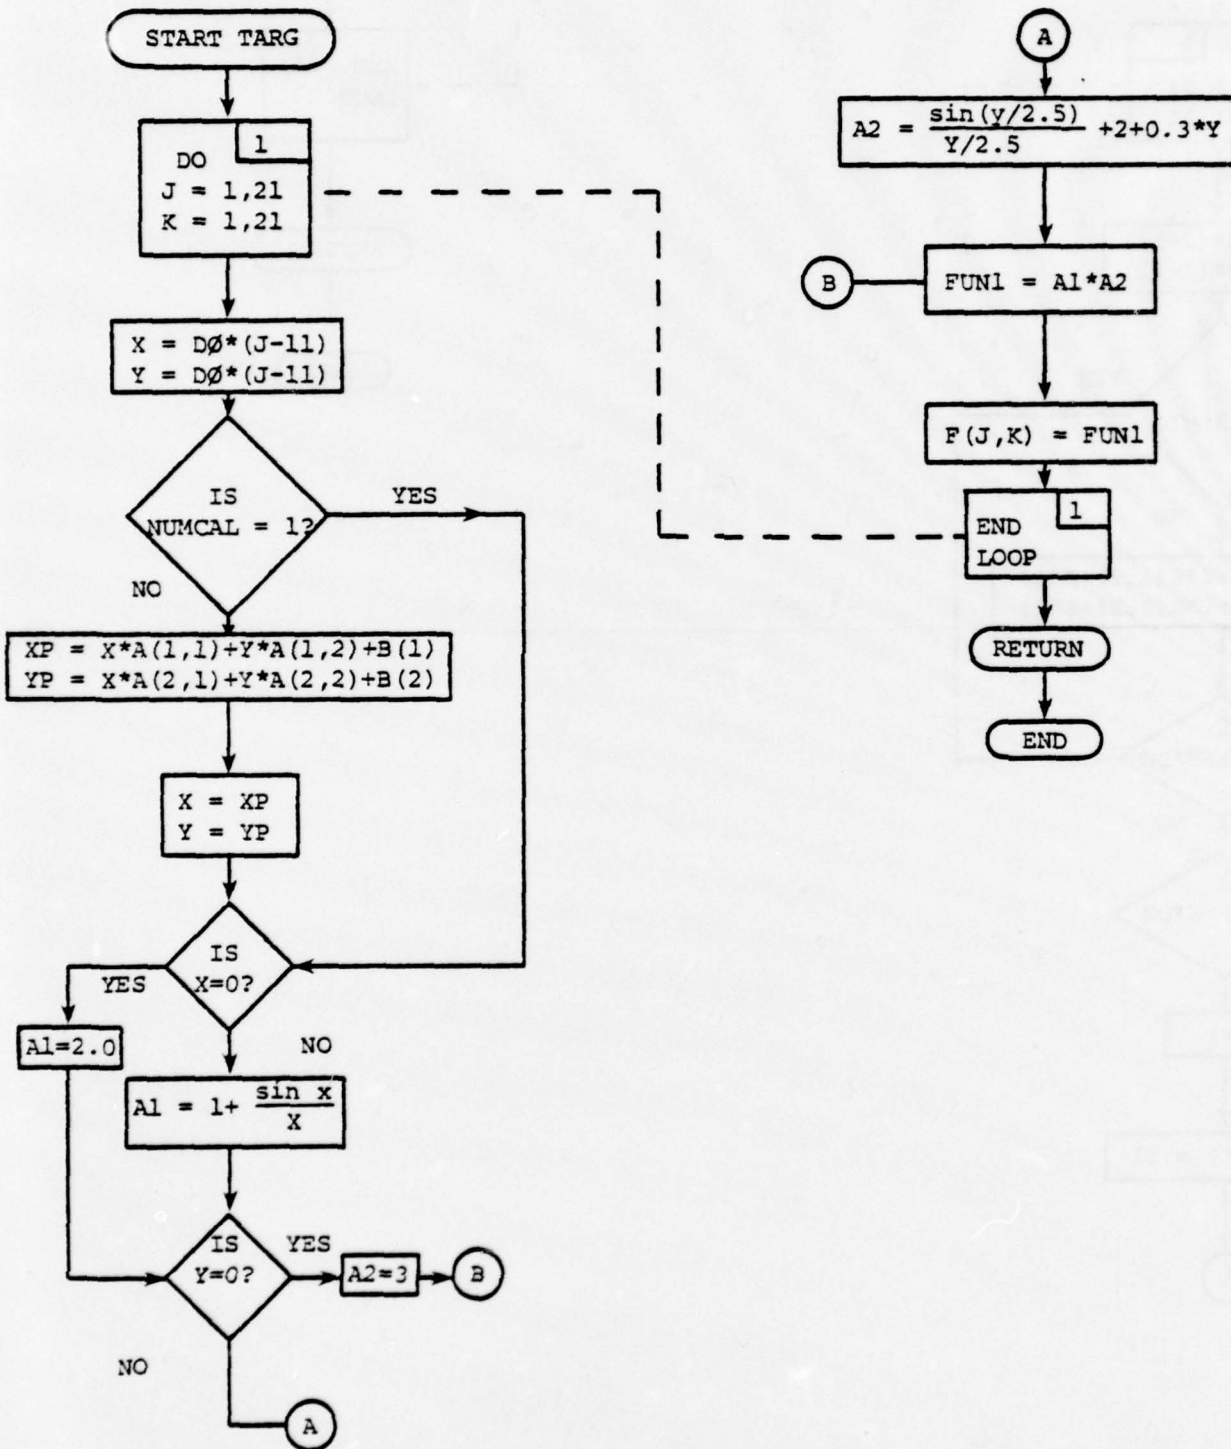 START TARG
1
DO
J = 1,21
K = 1,21
X = DØ*(J-11)
Y = DØ*(J-11)
IS
NUMCAL = 1?
YES
NO
XP = X*A(1,1)+Y*A(1,2)+B(1)
YP = X*A(2,1)+Y*A(2,2)+B(2)
X = XP
Y = YP
IS
X=0?
YES
A1=2.0
NO
A1 = 1+ sin x
X
IS
Y=0?
YES
A2=3
B
NO
A
A
A2 = sin(y/2.5) +2+0.3*Y
Y/2.5
B
FUN1 = A1*A2
F(J,K) = FUN1
1
END
LOOP
RETURN
END